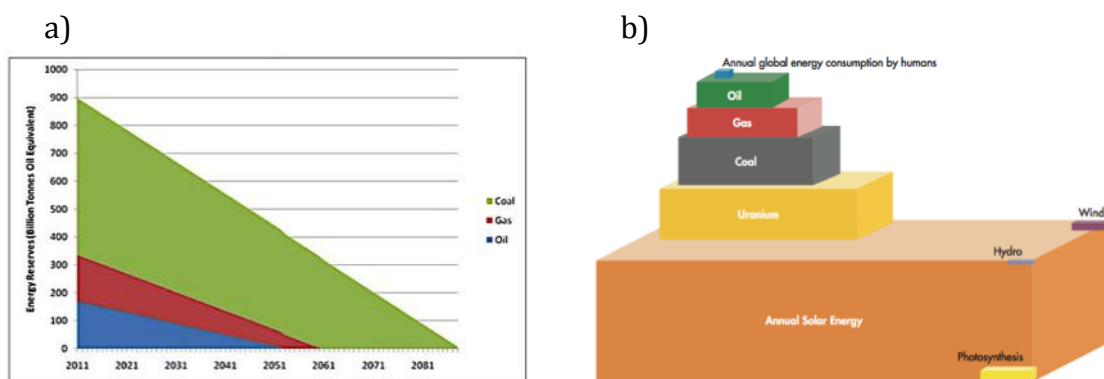 a)
b)
Energy Reserves (Billion Tonnes Oil Equivalent)
1000
900
800
700
600
500
400
300
200
100
0
2011 2021 2031 2041 2051 2061 2071 2081
Coal
Gas
Oil
Annual global energy consumption by humans
Oil
Gas
Coal
Uranium
Wind
Hydro
Annual Solar Energy
Photosynthesis